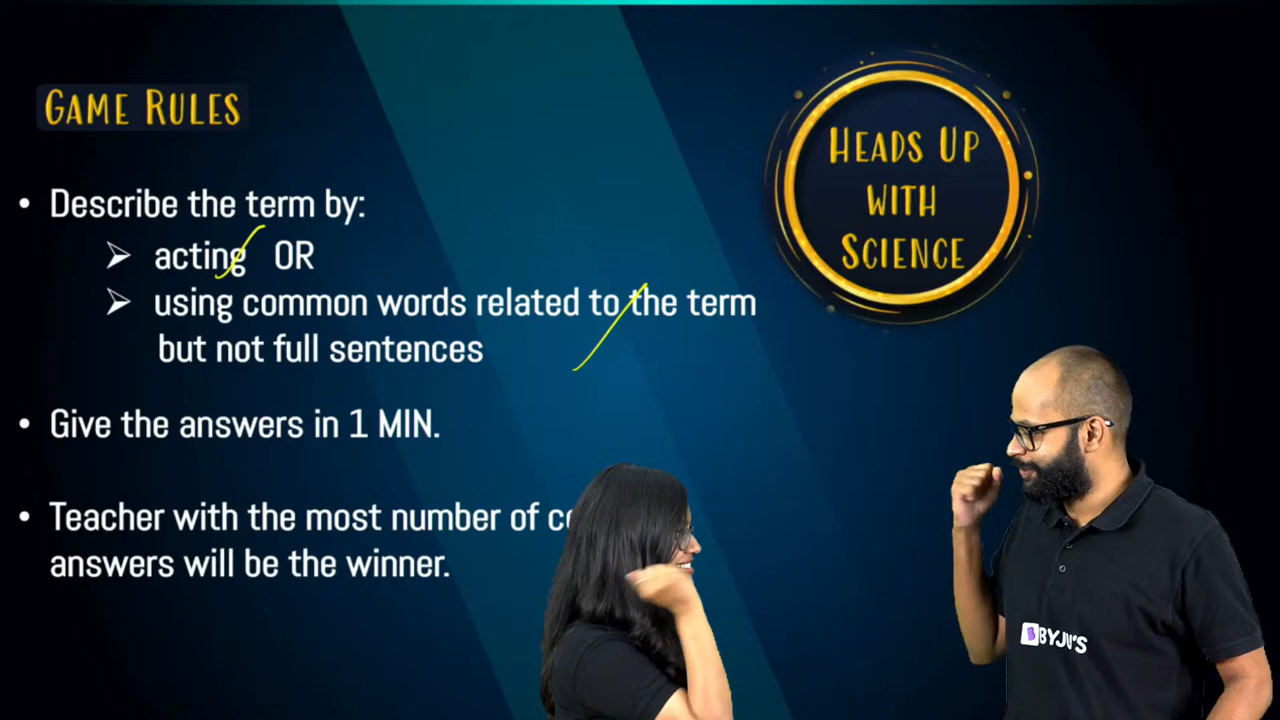 GAME RULES
HEADS UP
WITH
SCIENCE
• Describe the term by:
➢ acting OR
➢ using common words related to the term
but not full sentences
• Give the answers in 1 MIN.
• Teacher with the most number of
answers will be the winner.
BYJU'S